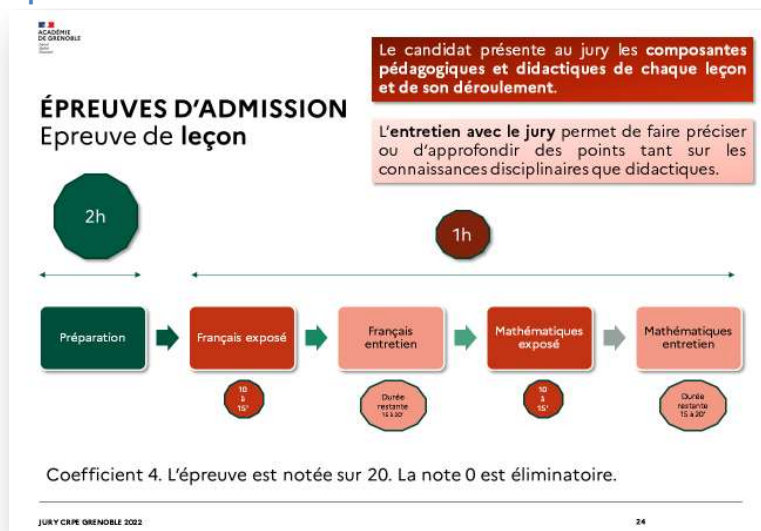 ACADÉMIE
DE GRENOBLE
Le candidat présente au jury les composantes
pédagogiques et didactiques de chaque leçon
et de son déroulement.
ÉPREUVES D'ADMISSION
Epreuve de leçon
L'entretien avec le jury permet de faire préciser
ou d'approfondir des points tant sur les
connaissances disciplinaires que didactiques.
2h
1h
Préparation
Français exposé
Français
entretien
Mathématiques
exposé
Mathématiques
entretien
10
à
15'
Durée
restante
15 à 20'
10
à
15'
Durée
restante
15 à 20'
Coefficient 4. L'épreuve est notée sur 20. La note 0 est éliminatoire.
JURY CRPE GRENOBLE 2022
24